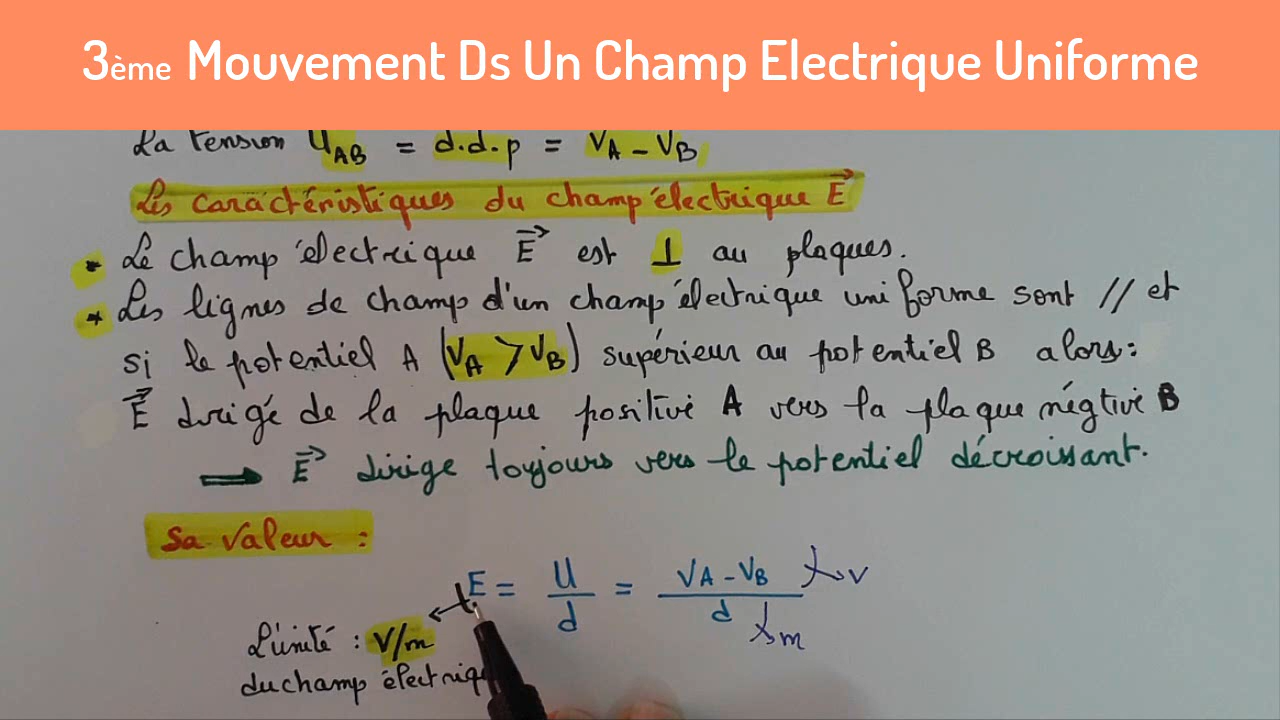 3ème Mouvement Ds Un Champ Electrique Uniforme
La tension UAB = d.d.p = VA - VB
Les caractéristiques du champ électrique E⃗
* Le champ électrique E⃗ est ⊥ au plaques.
* Les lignes de champ d'un champ électrique uniforme sont // et
si le potentiel A (VA > VB) supérieur au potentiel B alors:
E⃗ dirigé de la plaque positive A vers la plaque négtive B
→ E⃗ dirige toujours vers le potentiel décroissant.
Sa valeur :
E = U/d = (VA - VB)/d → V
→ m
L'unité : V/m
du champ électriq